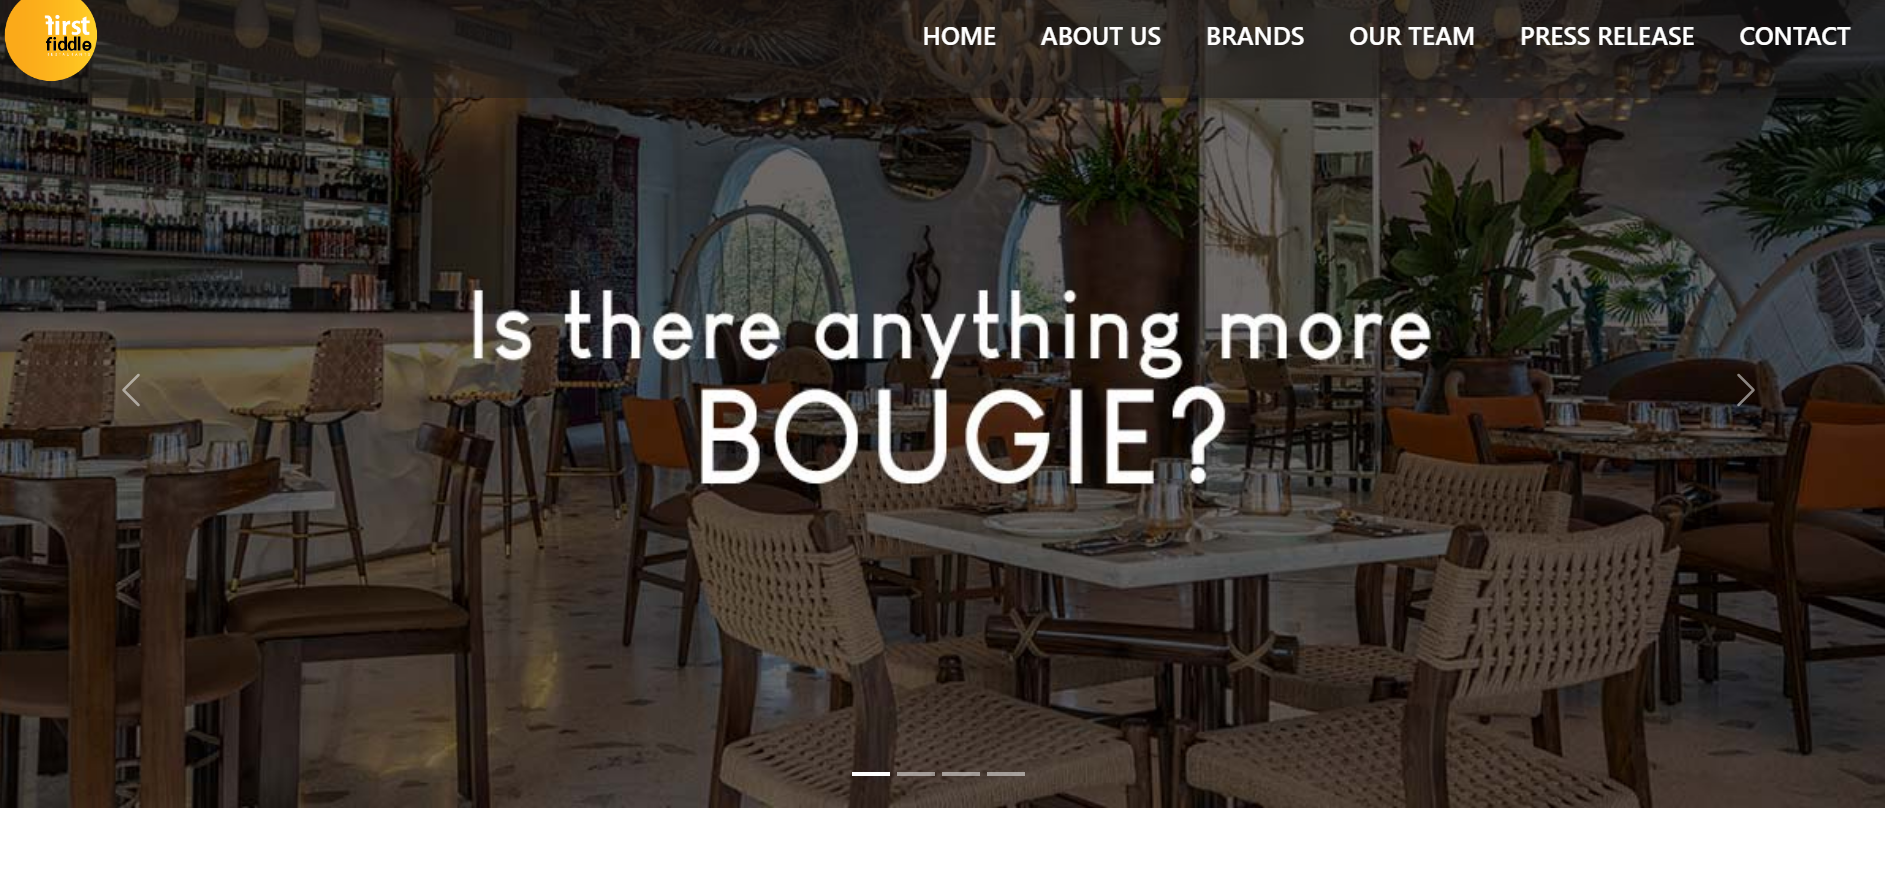 first
fiddle
HOME ABOUT US BRANDS OUR TEAM PRESS RELEASE CONTACT
Is there anything more
BOUGIE?